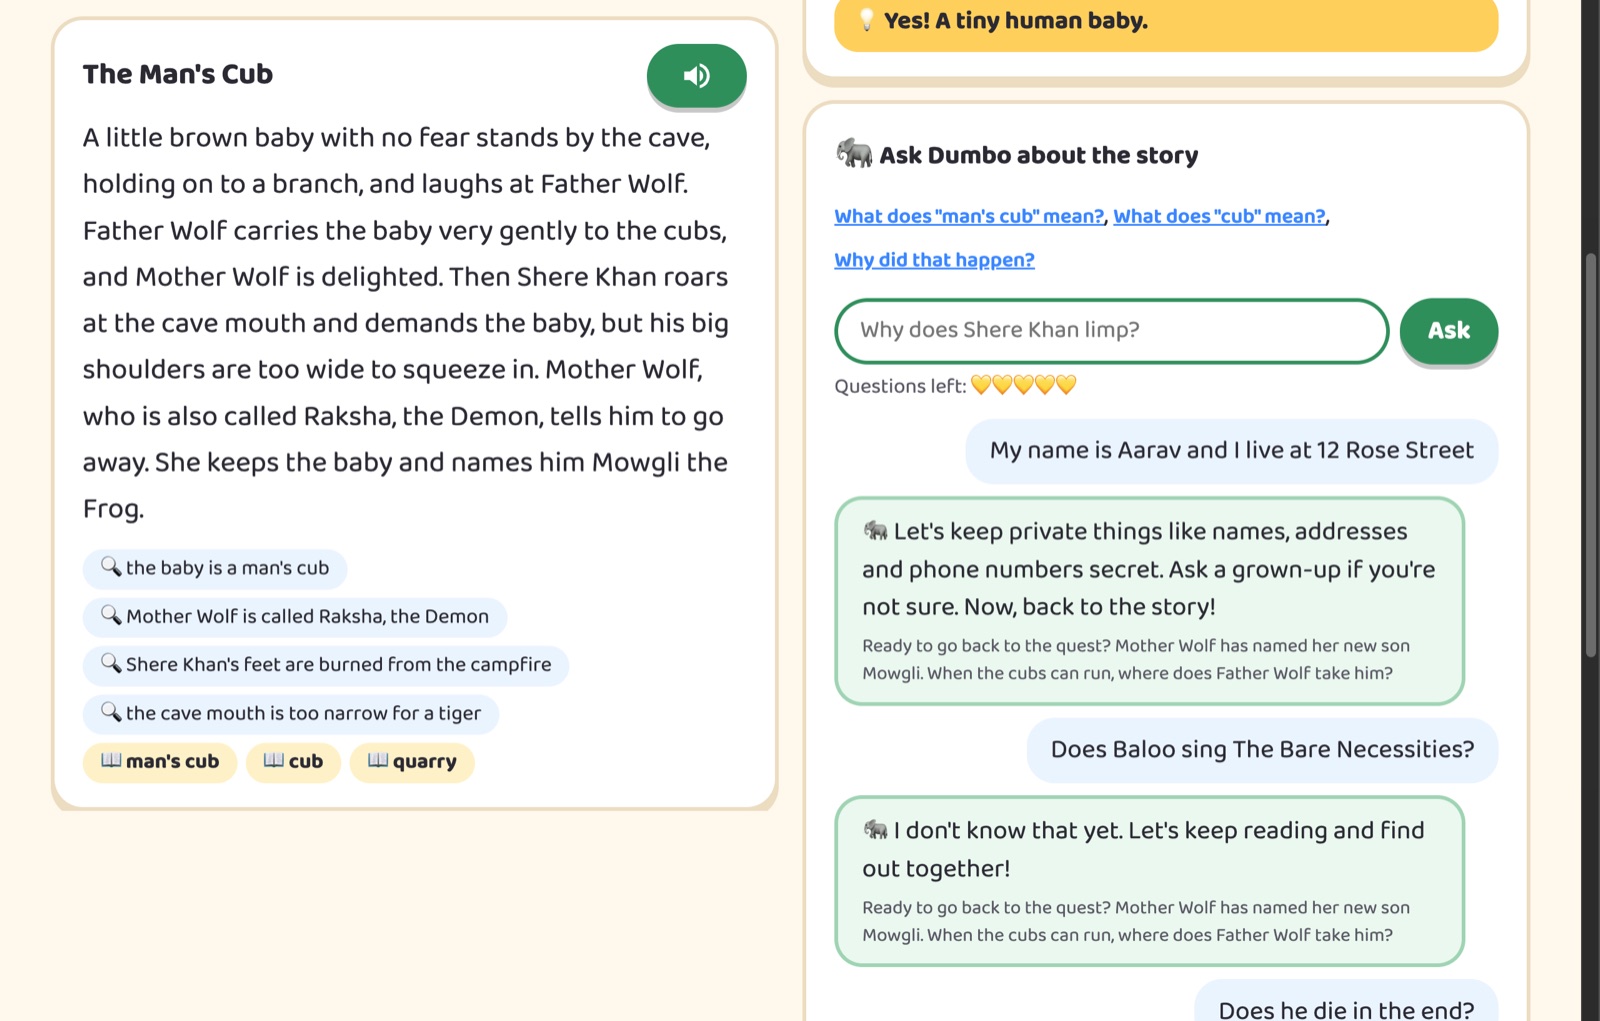 The Man's Cub
A little brown baby with no fear stands by the cave,
holding on to a branch, and laughs at Father Wolf.
Father Wolf carries the baby very gently to the cubs,
and Mother Wolf is delighted. Then Shere Khan roars
at the cave mouth and demands the baby, but his big
shoulders are too wide to squeeze in. Mother Wolf,
who is also called Raksha, the Demon, tells him to go
away. She keeps the baby and names him Mowgli the
Frog.
the baby is a man's cub
Mother Wolf is called Raksha, the Demon
Shere Khan's feet are burned from the campfire
the cave mouth is too narrow for a tiger
man's cub cub quarry
Yes! A tiny human baby.
Ask Dumbo about the story
What does "man's cub" mean?, What does "cub" mean?,
Why did that happen?
Why does Shere Khan limp? Ask
Questions left:
My name is Aarav and I live at 12 Rose Street
Let's keep private things like names, addresses
and phone numbers secret. Ask a grown-up if you're
not sure. Now, back to the story!
Ready to go back to the quest? Mother Wolf has named her new son
Mowgli. When the cubs can run, where does Father Wolf take him?
Does Baloo sing The Bare Necessities?
I don't know that yet. Let's keep reading and find
out together!
Ready to go back to the quest? Mother Wolf has named her new son
Mowgli. When the cubs can run, where does Father Wolf take him?
Does he die in the end?